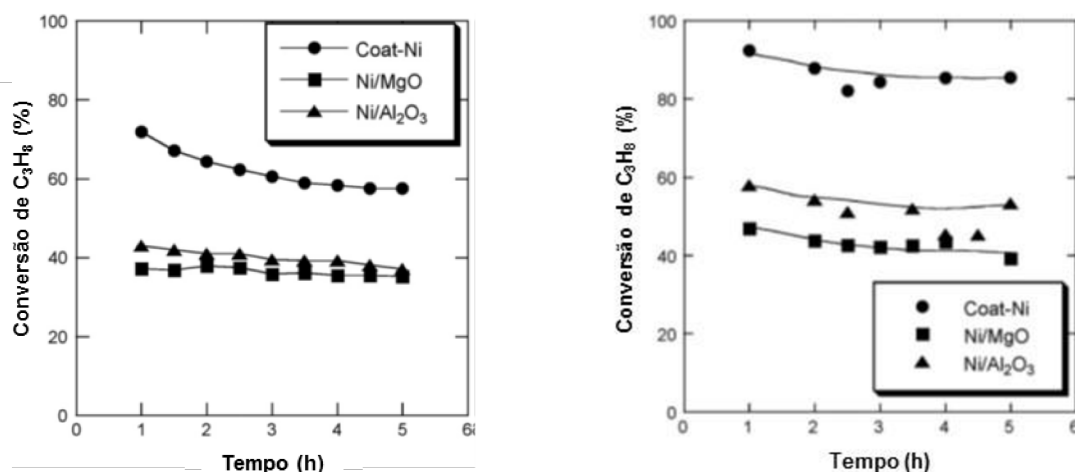 100
80
60
40
20
0
Conversão de C₃H₈ (%)
Coat-Ni
Ni/MgO
Ni/Al₂O₃
1 2 3 4 5 6
Tempo (h)
100
80
60
40
20
0
Conversão de C₃H₈ (%)
Coat-Ni
Ni/MgO
Ni/Al₂O₃
0 1 2 3 4 5 6
Tempo (h)